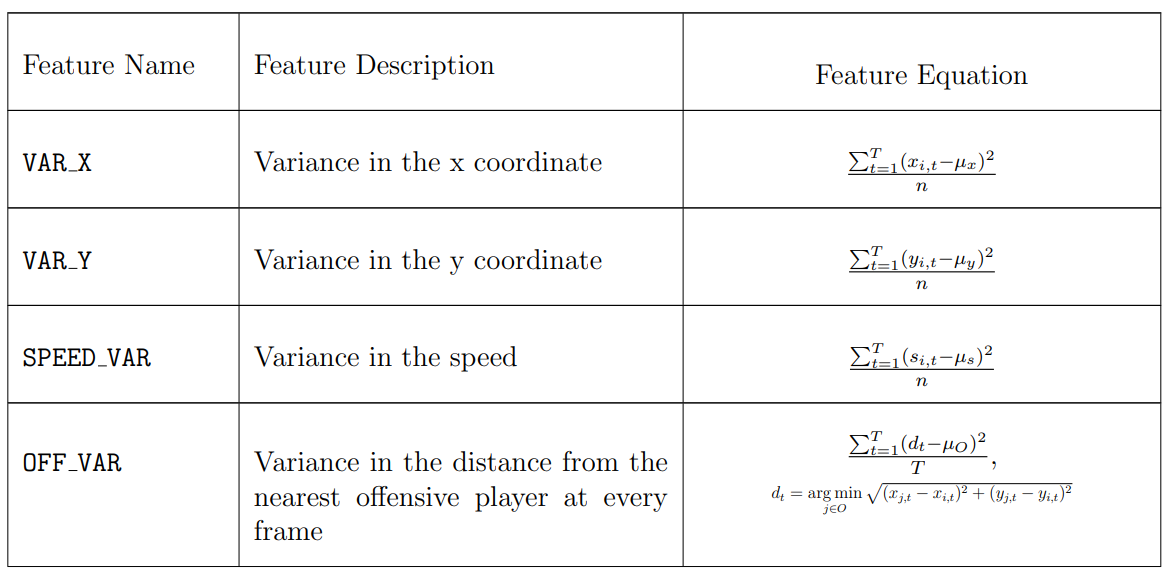 Feature Name Feature Description Feature Equation
VAR_X Variance in the x coordinate $\frac{\sum_{t=1}^{T}(x_{i,t}-\mu_x)^2}{n}$
VAR_Y Variance in the y coordinate $\frac{\sum_{t=1}^{T}(y_{i,t}-\mu_y)^2}{n}$
SPEED_VAR Variance in the speed $\frac{\sum_{t=1}^{T}(s_{i,t}-\mu_s)^2}{n}$
OFF_VAR Variance in the distance from the
nearest offensive player at every
frame
$\frac{\sum_{t=1}^{T}(d_t-\mu_O)^2}{T},$
$d_t = \underset{j \in O}{\arg\min} \sqrt{(x_{j,t} - x_{i,t})^2 + (y_{j,t} - y_{i,t})^2}$